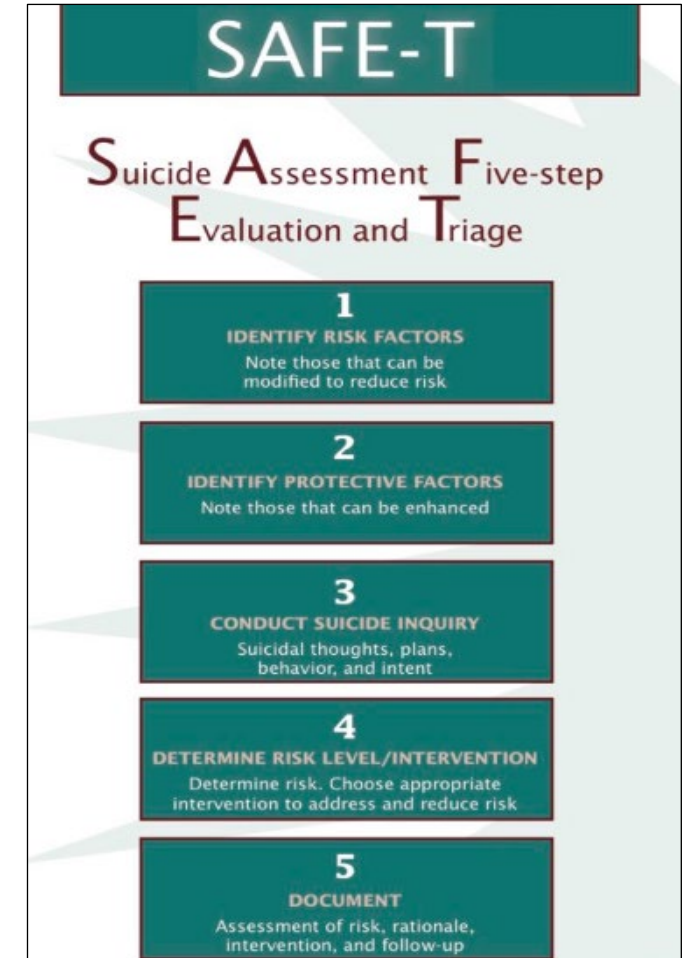 SAFE-T
Suicide Assessment Five-step
Evaluation and Triage
1
IDENTIFY RISK FACTORS
Note those that can be
modified to reduce risk
2
IDENTIFY PROTECTIVE FACTORS
Note those that can be enhanced
3
CONDUCT SUICIDE INQUIRY
Suicidal thoughts, plans,
behavior, and intent
4
DETERMINE RISK LEVEL/INTERVENTION
Determine risk. Choose appropriate
intervention to address and reduce risk
5
DOCUMENT
Assessment of risk, rationale,
intervention, and follow-up